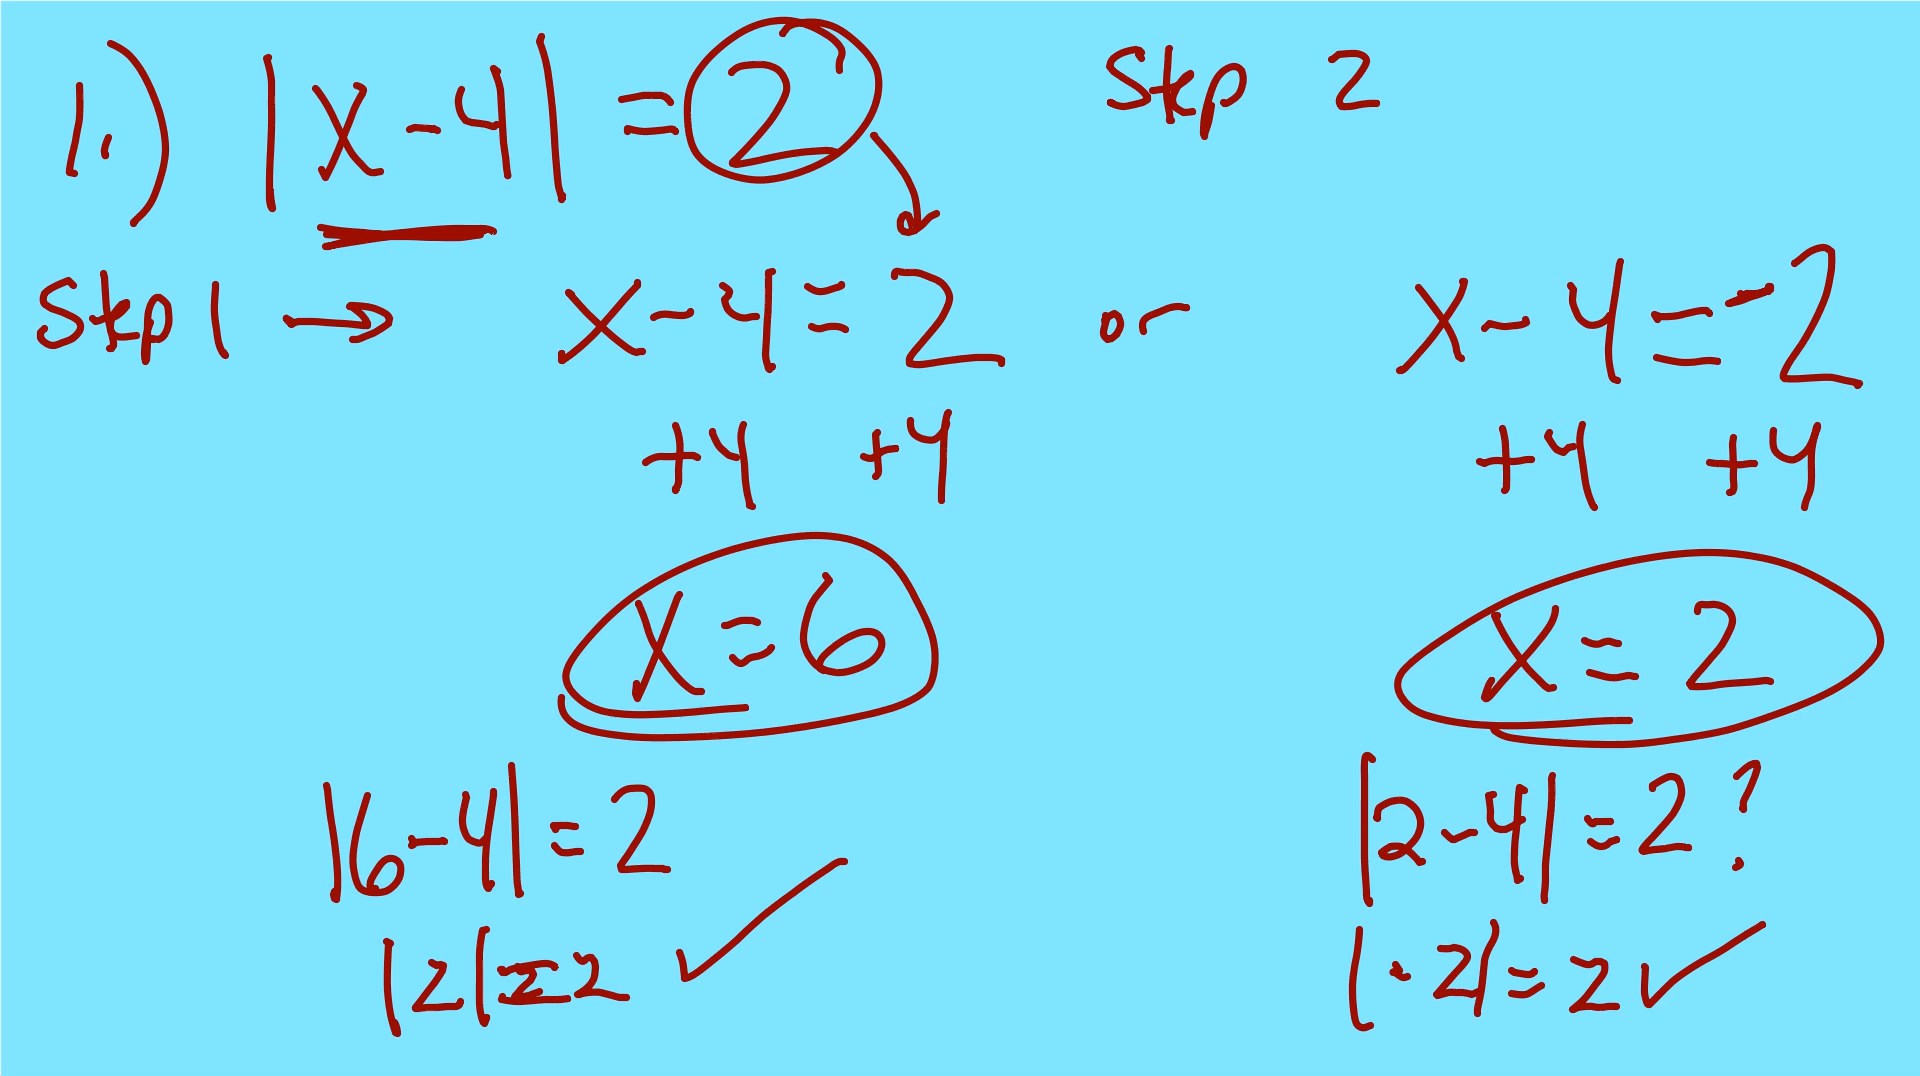 1.) |x-4| = 2 Step 2
Step 1 → x-4=2 or x-4=-2
+4 +4 +4 +4
x=6 x=2
|6-4|=2 |2-4|=2?
|2|=2 ✓ |-2|=2 ✓